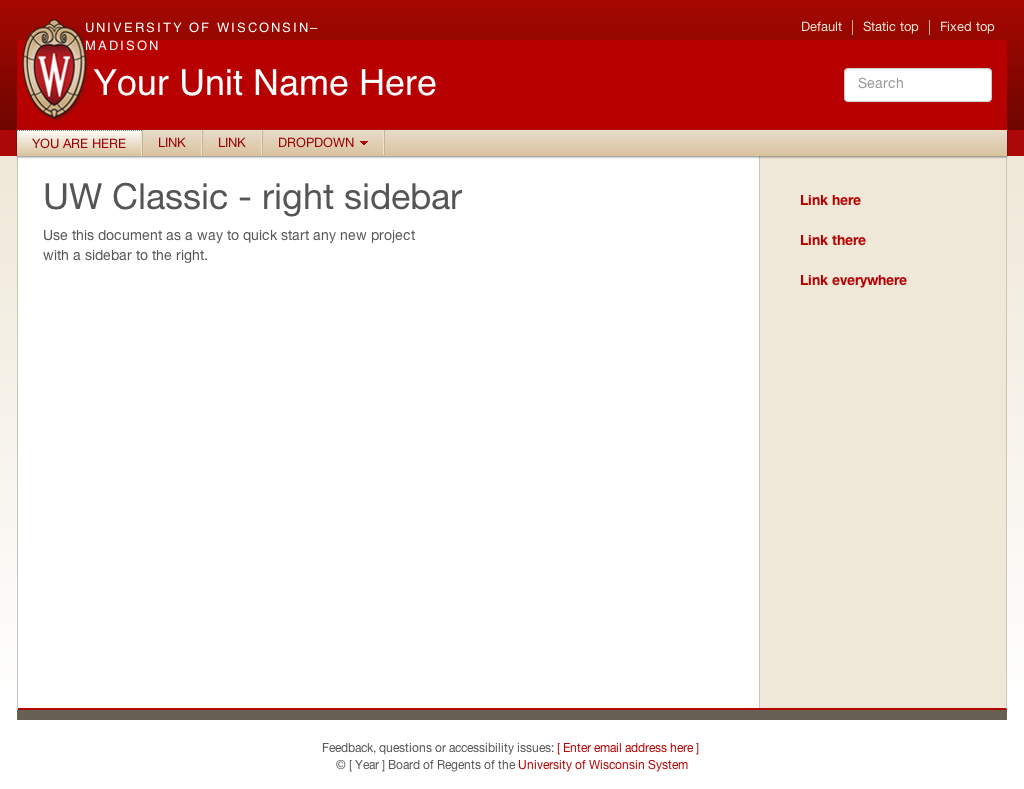 UNIVERSITY OF WISCONSIN–
MADISON
Default
Static top
Fixed top
W
Your Unit Name Here
Search
YOU ARE HERE
LINK
LINK
DROPDOWN
UW Classic - right sidebar
Use this document as a way to quick start any new project
with a sidebar to the right.
Link here
Link there
Link everywhere
Feedback, questions or accessibility issues: [ Enter email address here ]
© [ Year ] Board of Regents of the University of Wisconsin System